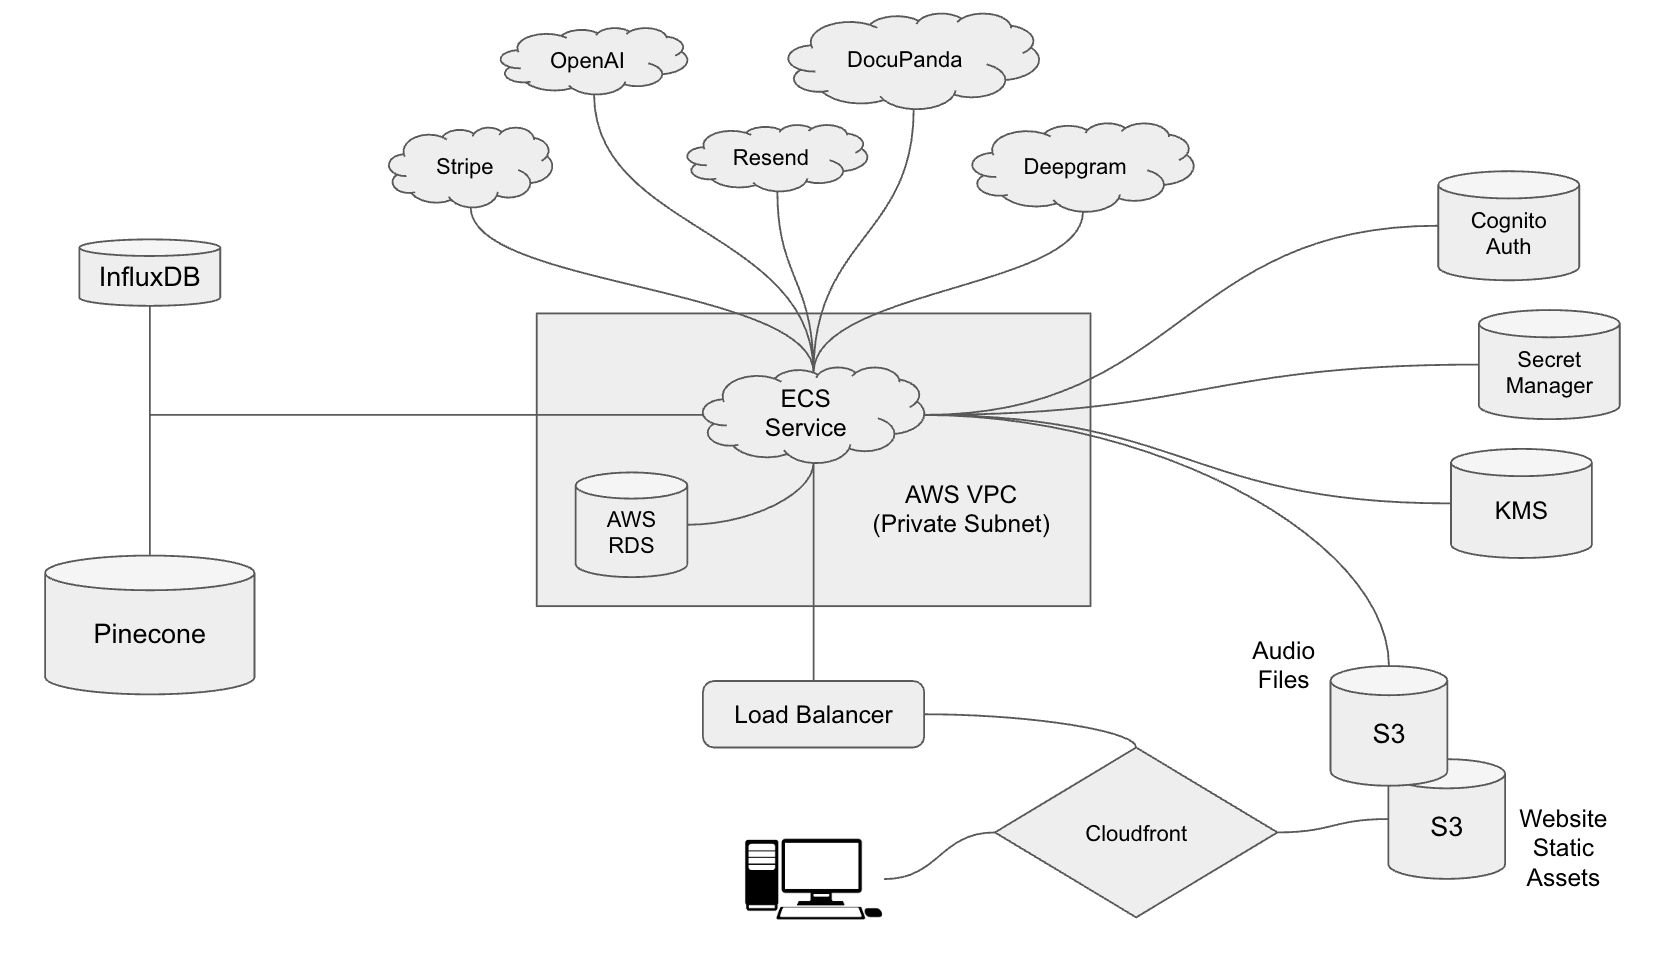 OpenAI
DocuPanda
Stripe
Resend
Deepgram
Cognito
Auth
InfluxDB
Secret
Manager
ECS
Service
AWS VPC
(Private Subnet)
AWS
RDS
KMS
Pinecone
Audio
Files
Load Balancer
S3
Cloudfront
S3
Website
Static
Assets